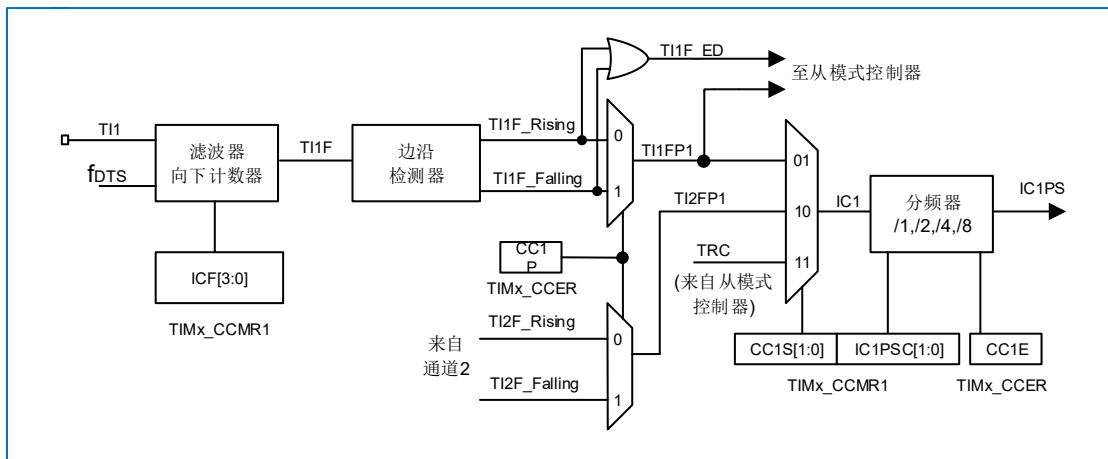 TI1F_ED
至从模式控制器
TI1
fDTS
滤波器
向下计数器
TI1F
边沿
检测器
TI1F_Rising
TI1F_Falling
0
1
TI1FP1
TI2FP1
TRC
(来自从模式
控制器)
01
10
11
IC1
分频器
/1,/2,/4,/8
IC1PS
ICF[3:0]
TIMx_CCMR1
CC1
P
TIMx_CCER
来自
通道2
TI2F_Rising
TI2F_Falling
0
1
CC1S[1:0]
IC1PSC[1:0]
CC1E
TIMx_CCMR1
TIMx_CCER